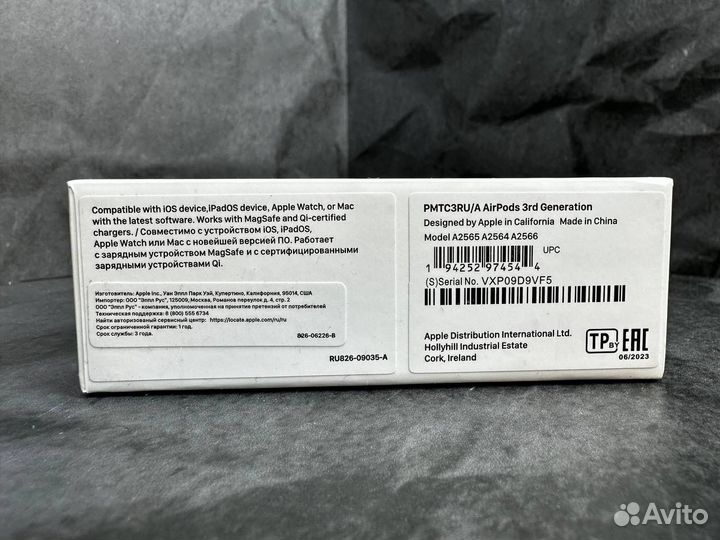 Compatible with iOS device,iPadOS device, Apple Watch, or Mac
with the latest software. Works with MagSafe and Qi-certified
chargers. / Совместимо с устройством iOS, iPadOS,
Apple Watch или Mac с новейшей версией ПО. Работает
с зарядным устройством MagSafe и с сертифицированными
зарядными устройствами Qi.
Изготовитель: Apple Inc., Уан Эппл Парк Уэй, Купертино, Калифорния, 95014, США
Импортер: ООО "Эппл Рус", 125009, Москва, Романов переулок д. 4, стр. 2
ООО "Эппл Рус" - компания, уполномоченная на принятие претензий от потребителей
Техническая поддержка: 8 (800) 555 6734
Найти авторизованый сервисный центр: https://locate.apple.com/ru/ru
Срок ограниченной гарантии: 1 год.
Срок службы: 3 года.
826-06226-B
RU826-09035-A
PMTC3RU/A AirPods 3rd Generation
Designed by Apple in California Made in China
Model A2565 A2564 A2566
UPC
1 94252 97454 4
(S)Serial No. VXP09D9VF5
Apple Distribution International Ltd.
Hollyhill Industrial Estate
Cork, Ireland
TP BY EAC
06/2023
Avito